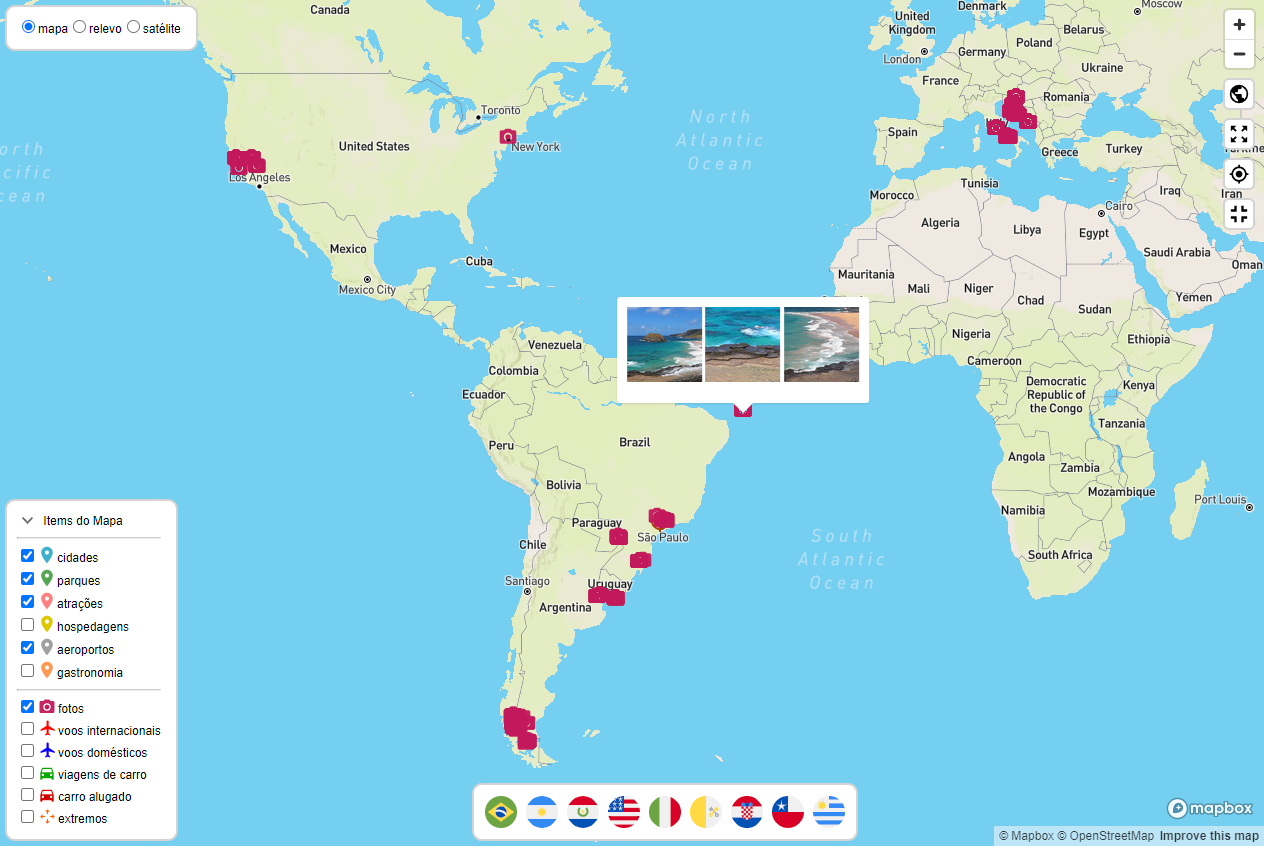 mapa relevo satélite
Canada
Toronto
New York
United States
Los Angeles
Mexico
Mexico City
Cuba
North
Atlantic
Ocean
United
Kingdom
London
Denmark
Moscow
Germany
Poland
Belarus
Ukraine
France
Romania
Spain
Greece
Turkey
Morocco
Tunisia
Algeria
Libya
Cairo
Egypt
Iraq
Iran
Saudi Arabia
Oman
Yemen
Mauritania
Mali
Niger
Chad
Sudan
Nigeria
Ethiopia
Cameroon
Democratic
Republic of
the Congo
Kenya
Tanzania
Angola
Zambia
Mozambique
Namibia
Port Louis
South Africa
Venezuela
Colombia
Ecuador
Peru
Brazil
Bolivia
Paraguay
São Paulo
Chile
Santiago
Uruguay
Argentina
South
Atlantic
Ocean
Items do Mapa
cidades
parques
atrações
hospedagens
aeroportos
gastronomia
fotos
voos internacionais
voos domésticos
viagens de carro
carro alugado
extremos
mapbox
© Mapbox © OpenStreetMap Improve this map